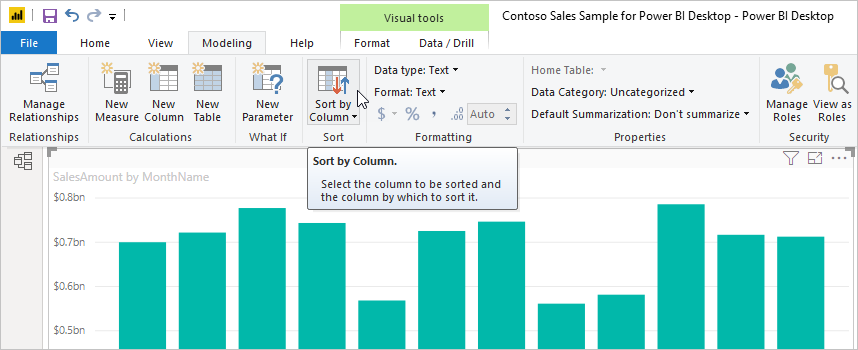 Visual tools
Contoso Sales Sample for Power BI Desktop - Power BI Desktop
File
Home
View
Modeling
Help
Format
Data / Drill
Manage
Relationships
Relationships
New
Measure
New
Column
New
Table
Calculations
New
Parameter
What If
Sort by
Column
Sort
Data type: Text
Format: Text
$ % , .00 Auto
Formatting
Home Table:
Data Category: Uncategorized
Default Summarization: Don't summarize
Properties
Manage
Roles
View as
Roles
Security
Sort by Column.
Select the column to be sorted and
the column by which to sort it.
SalesAmount by MonthName
$0.8bn
$0.7bn
$0.6bn
$0.5bn